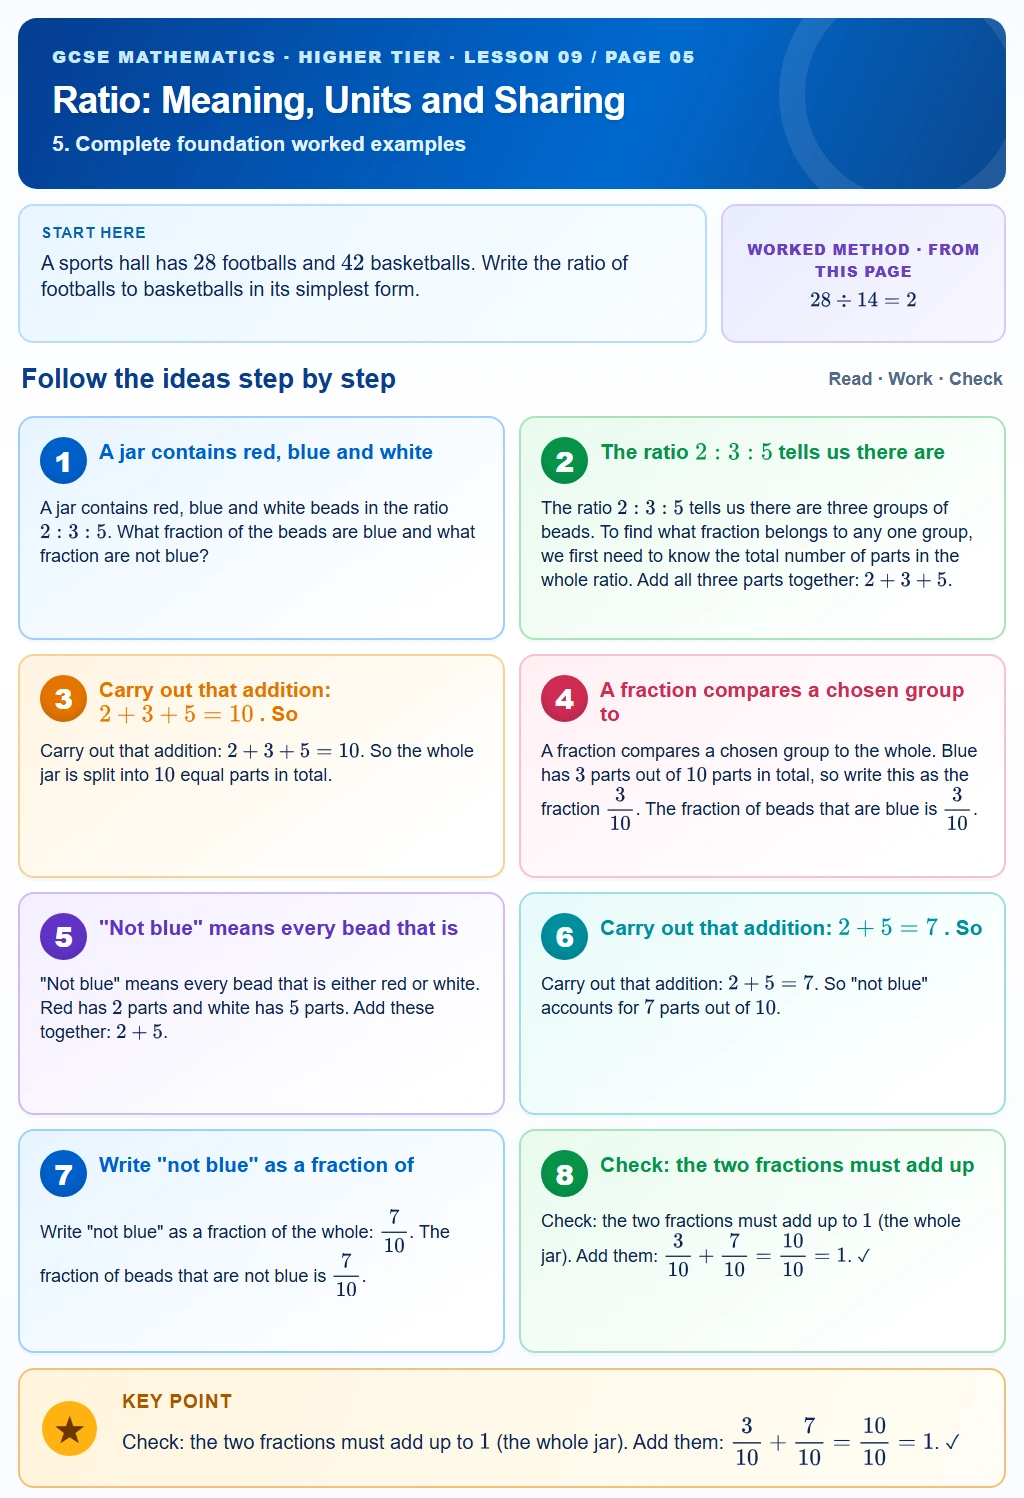 GCSE MATHEMATICS · HIGHER TIER · LESSON 09 / PAGE 05
Ratio: Meaning, Units and Sharing
5. Complete foundation worked examples
START HERE
A sports hall has 28 footballs and 42 basketballs. Write the ratio of
footballs to basketballs in its simplest form.
WORKED METHOD · FROM
THIS PAGE
28 ÷ 14 = 2
Follow the ideas step by step
Read · Work · Check
1 A jar contains red, blue and white
A jar contains red, blue and white beads in the ratio
2 : 3 : 5. What fraction of the beads are blue and what
fraction are not blue?
2 The ratio 2 : 3 : 5 tells us there are
The ratio 2 : 3 : 5 tells us there are three groups of
beads. To find what fraction belongs to any one group,
we first need to know the total number of parts in the
whole ratio. Add all three parts together: 2 + 3 + 5.
3 Carry out that addition:
2 + 3 + 5 = 10 . So
Carry out that addition: 2 + 3 + 5 = 10. So the whole
jar is split into 10 equal parts in total.
4 A fraction compares a chosen group
to
A fraction compares a chosen group to the whole. Blue
has 3 parts out of 10 parts in total, so write this as the
fraction 3/10. The fraction of beads that are blue is 3/10.
5 "Not blue" means every bead that is
"Not blue" means every bead that is either red or white.
Red has 2 parts and white has 5 parts. Add these
together: 2 + 5.
6 Carry out that addition: 2 + 5 = 7 . So
Carry out that addition: 2 + 5 = 7. So "not blue"
accounts for 7 parts out of 10.
7 Write "not blue" as a fraction of
Write "not blue" as a fraction of the whole: 7/10. The
fraction of beads that are not blue is 7/10.
8 Check: the two fractions must add up
Check: the two fractions must add up to 1 (the whole
jar). Add them: 3/10 + 7/10 = 10/10 = 1. ✓
KEY POINT
Check: the two fractions must add up to 1 (the whole jar). Add them: 3/10 + 7/10 = 10/10 = 1. ✓